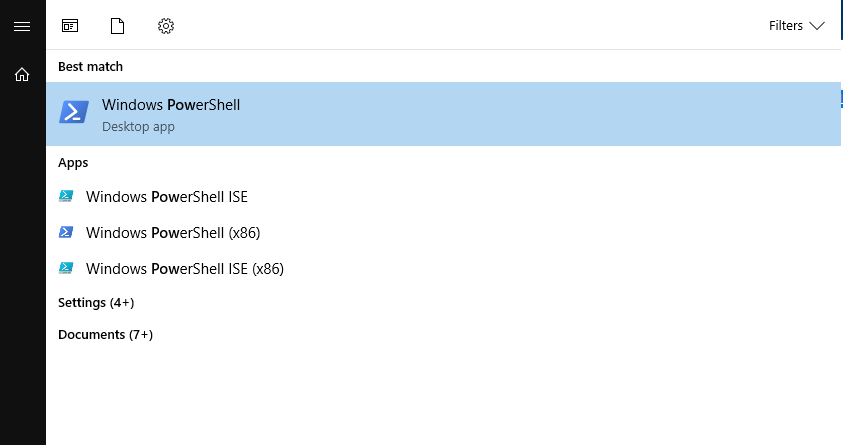 Filters
Best match
Windows PowerShell
Desktop app
Apps
Windows PowerShell ISE
Windows PowerShell (x86)
Windows PowerShell ISE (x86)
Settings (4+)
Documents (7+)